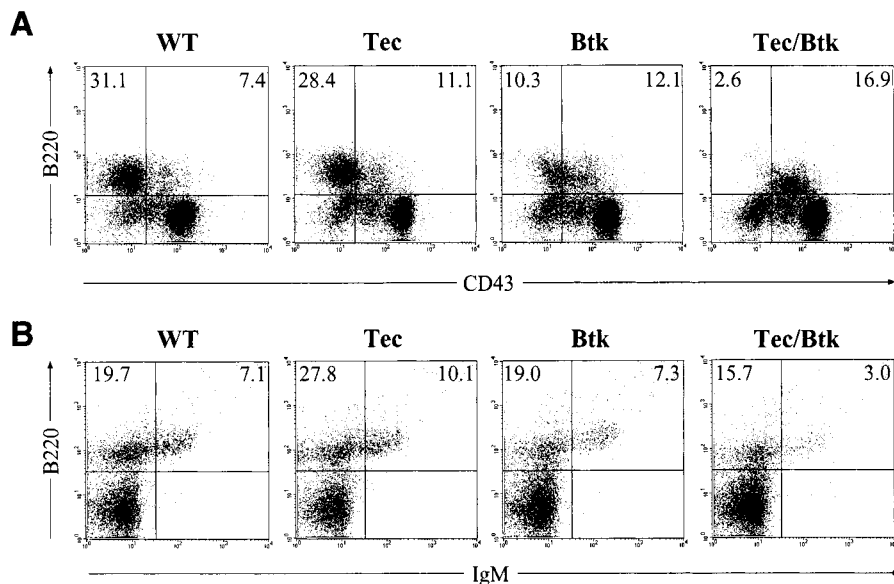 A
WT Tec Btk Tec/Btk
31.1 7.4 28.4 11.1 10.3 12.1 2.6 16.9
B220
CD43
B
WT Tec Btk Tec/Btk
19.7 7.1 27.8 10.1 19.0 7.3 15.7 3.0
B220
IgM